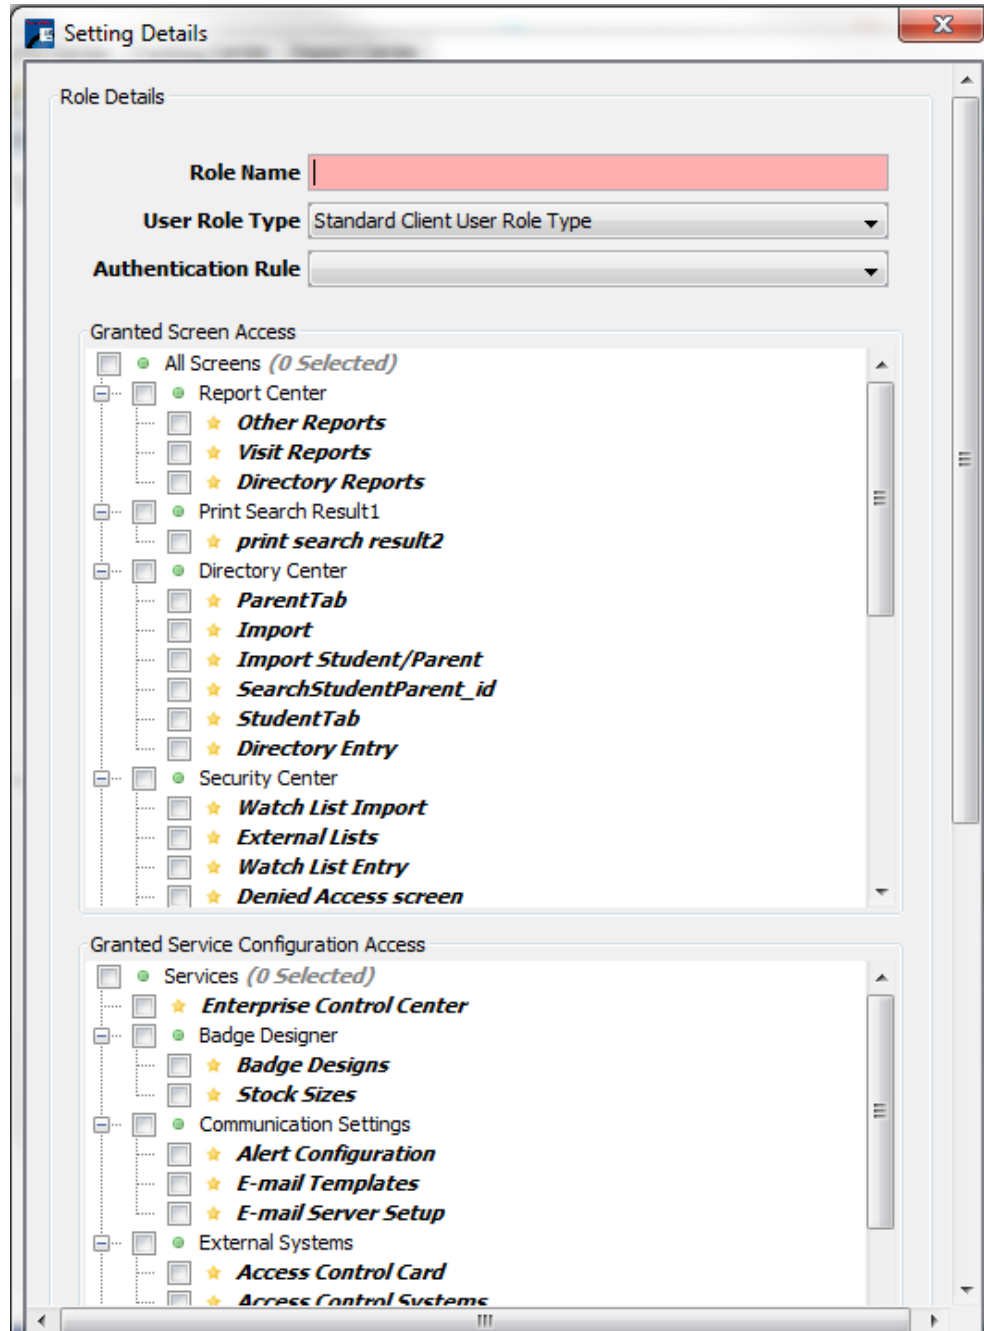 Setting Details
Role Details
Role Name
User Role Type Standard Client User Role Type
Authentication Rule
Granted Screen Access
All Screens (0 Selected)
Report Center
Other Reports
Visit Reports
Directory Reports
Print Search Result1
print search result2
Directory Center
ParentTab
Import
Import Student/Parent
SearchStudentParent_id
StudentTab
Directory Entry
Security Center
Watch List Import
External Lists
Watch List Entry
Denied Access screen
Granted Service Configuration Access
Services (0 Selected)
Enterprise Control Center
Badge Designer
Badge Designs
Stock Sizes
Communication Settings
Alert Configuration
E-mail Templates
E-mail Server Setup
External Systems
Access Control Card
Access Control Systems